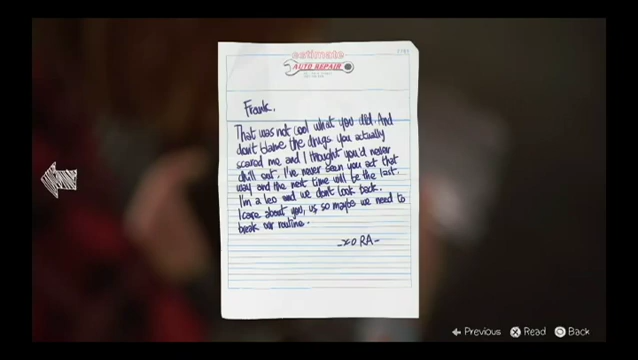 estimate
AUTO REPAIR
Frank,
That was not cool what you did. And
don't blame the drugs you actually
scared me and I thought you'd never
chill out. I've never seen you act that
way and the next time will be the last.
I'm a leo and we don't look back.
I care about you, us, so maybe we need to
break our routine.
-xo RA-
Previous
Read
Back